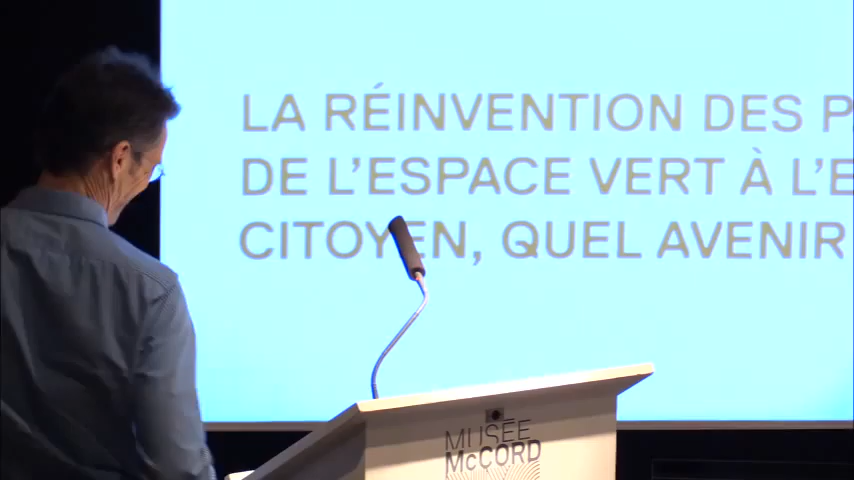 LA RÉINVENTION DES
DE L'ESPACE VERT À
CITOYEN, QUEL AVENIR
MUSÉE
McCORD